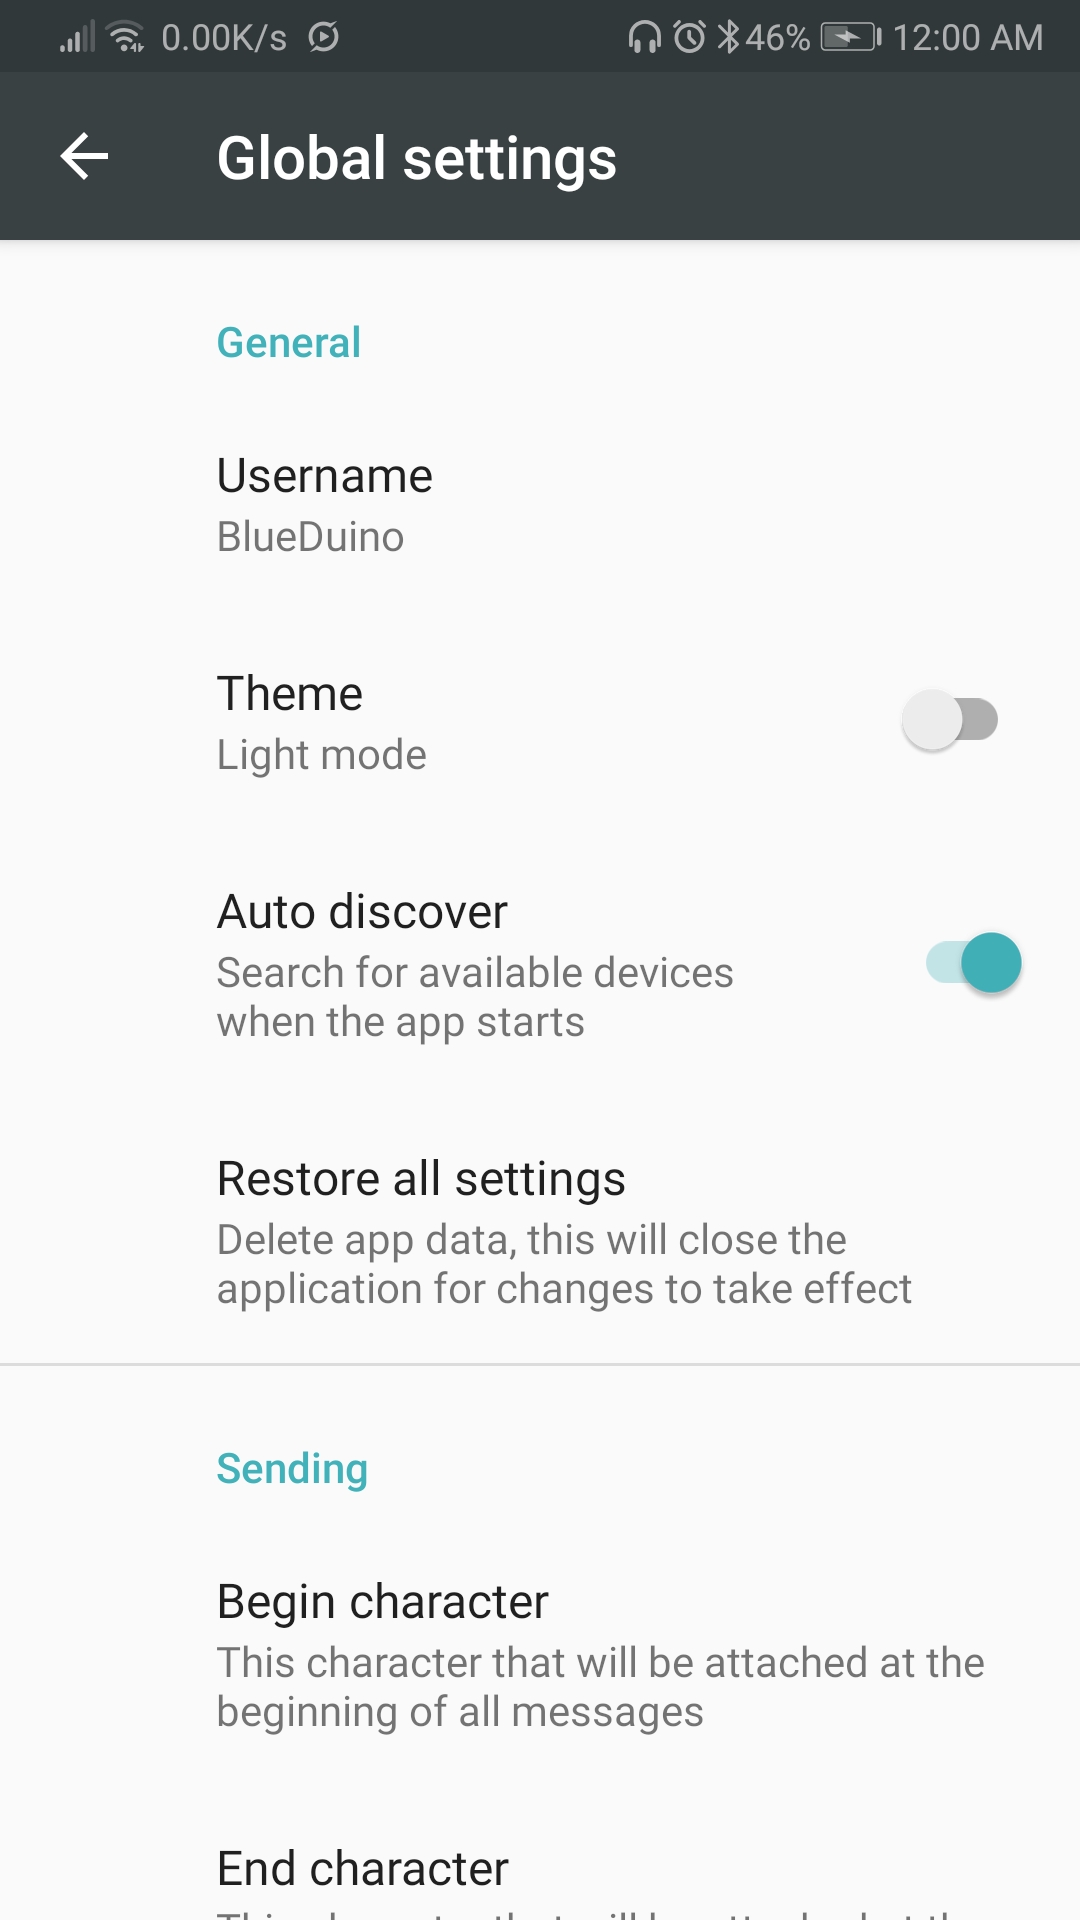 0.00K/s 46% 12:00 AM
Global settings
General
Username
BlueDuino
Theme
Light mode
Auto discover
Search for available devices
when the app starts
Restore all settings
Delete app data, this will close the
application for changes to take effect
Sending
Begin character
This character that will be attached at the
beginning of all messages
End character